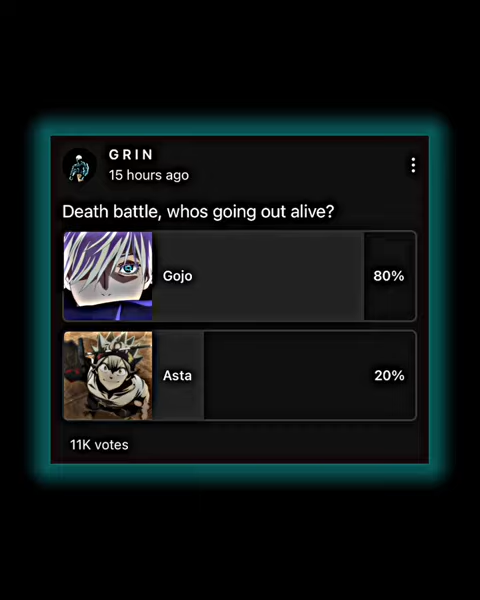 GRIN
15 hours ago
Death battle, whos going out alive?
Gojo
80%
Asta
20%
11K votes